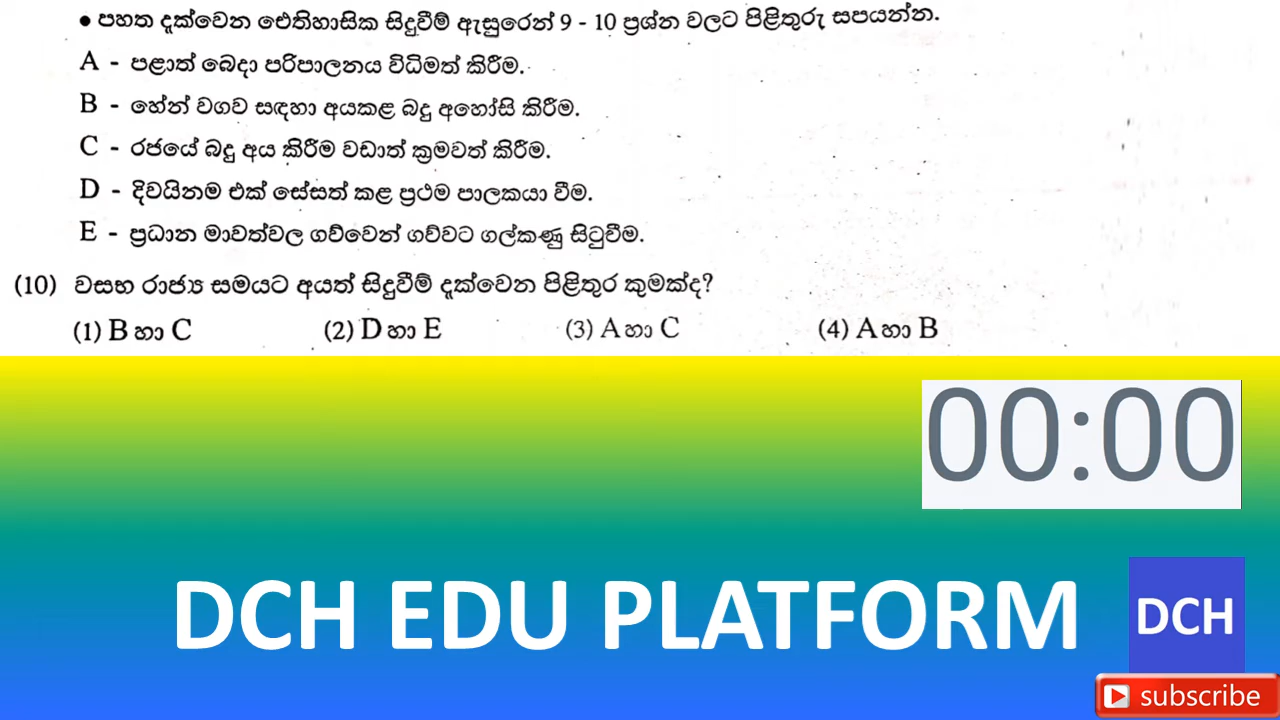 • පහත දැක්වෙන ඓතිහාසික සිදුවීම් ඇසුරෙන් 9 - 10 ප්‍රශ්න වලට පිළිතුරු සපයන්න.
A - පළාත් බෙදා පරිපාලනය විධිමත් කිරීම.
B - හේන් වගව සඳහා අයකළ බදු අහෝසි කිරීම.
C - රජයේ බදු අය කිරීම වඩාත් ක්‍රමවත් කිරීම.
D - දිවයිනම එක් සේසත් කළ ප්‍රථම පාලකයා වීම.
E - ප්‍රධාන මාවත්වල ගව්වෙන් ගව්වට ගල්කණු සිටුවීම.
(10) වසභ රාජ්‍ය සමයට අයත් සිදුවීම් දැක්වෙන පිළිතුර කුමක්ද?
(1) B හා C (2) D හා E (3) A හා C (4) A හා B
00:00
DCH EDU PLATFORM
DCH
subscribe